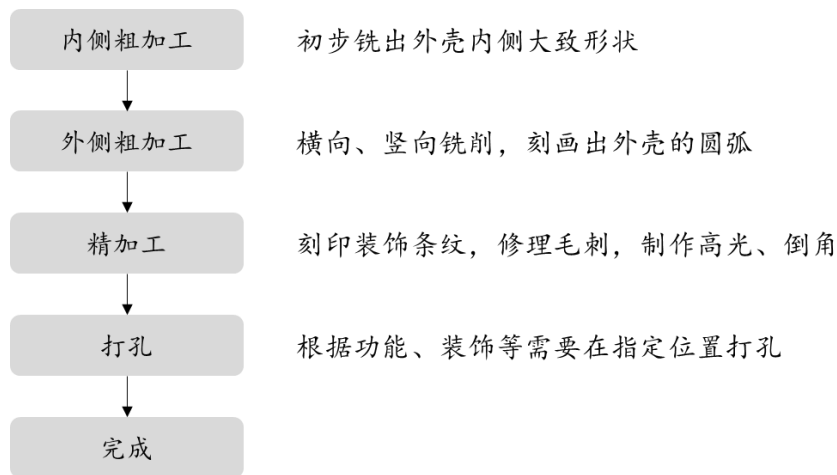 内侧粗加工
初步铣出外壳内侧大致形状
外侧粗加工
横向、竖向铣削，刻画出外壳的圆弧
精加工
刻印装饰条纹，修理毛刺，制作高光、倒角
打孔
根据功能、装饰等需要在指定位置打孔
完成